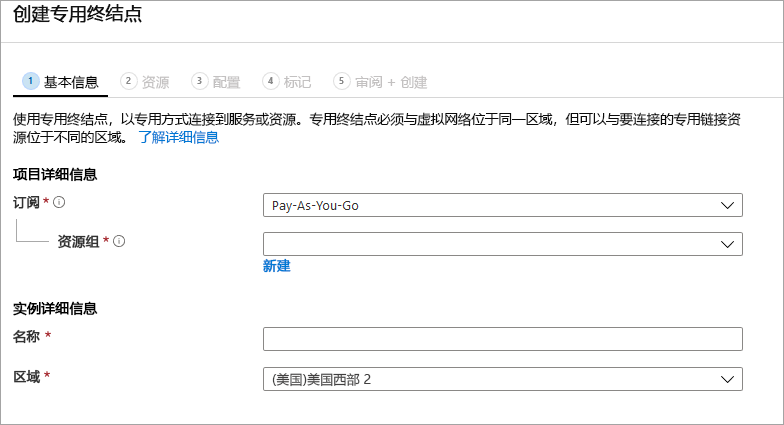 创建专用终结点
1 基本信息 2 资源 3 配置 4 标记 5 审阅 + 创建
使用专用终结点，以专用方式连接到服务或资源。专用终结点必须与虚拟网络位于同一区域，但可以与要连接的专用链接资
源位于不同的区域。 了解详细信息
项目详细信息
订阅 * Pay-As-You-Go
资源组 *
新建
实例详细信息
名称 *
区域 * (美国)美国西部 2